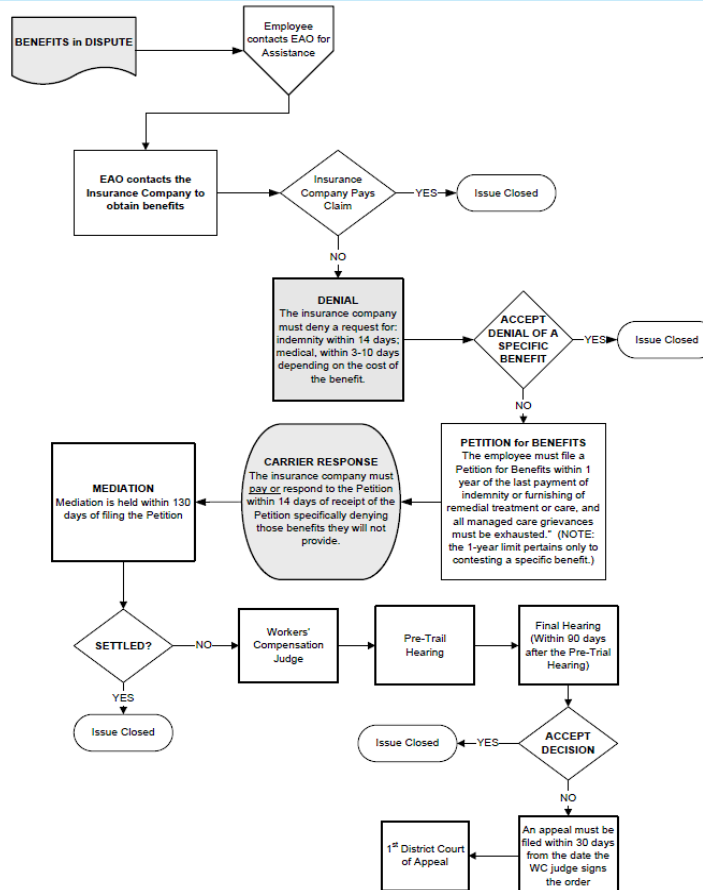 BENEFITS in DISPUTE
Employee
contacts EAO for
Assistance
EAO contacts the
Insurance Company to
obtain benefits
Insurance
Company Pays
Claim
YES
Issue Closed
NO
DENIAL
The insurance company
must deny a request for:
indemnity within 14 days;
medical, within 3-10 days
depending on the cost of
the benefit.
ACCEPT
DENIAL OF A
SPECIFIC
BENEFIT
YES
Issue Closed
NO
PETITION for BENEFITS
The employee must file a
Petition for Benefits within 1
year of the last payment of
indemnity or furnishing of
remedial treatment or care, and
all managed care grievances
must be exhausted." (NOTE:
the 1-year limit pertains only to
contesting a specific benefit.)
CARRIER RESPONSE
The insurance company must
pay or respond to the Petition
within 14 days of receipt of the
Petition specifically denying
those benefits they will not
provide.
MEDIATION
Mediation is held within 130
days of filing the Petition
SETTLED?
NO
YES
Issue Closed
Workers'
Compensation
Judge
Pre-Trail
Hearing
Final Hearing
(Within 90 days
after the Pre-Trial
Hearing)
ACCEPT
DECISION
YES
Issue Closed
NO
An appeal must be
filed within 30 days
from the date the
WC judge signs
the order
1st District Court
of Appeal